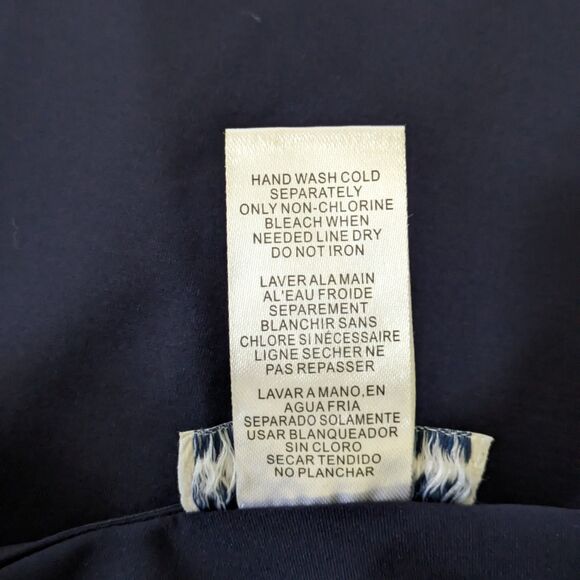 HAND WASH COLD
SEPARATELY
ONLY NON-CHLORINE
BLEACH WHEN
NEEDED LINE DRY
DO NOT IRON
LAVER ALA MAIN
AL'EAU FROIDE
SEPAREMENT
BLANCHIR SANS
CHLORE SI NÉCESSAIRE
LIGNE SECHER NE
PAS REPASSER
LAVAR A MANO,EN
AGUA FRIA
SEPARADO SOLAMENTE
USAR BLANQUEADOR
SIN CLORO
SECAR TENDIDO
NO PLANCHAR